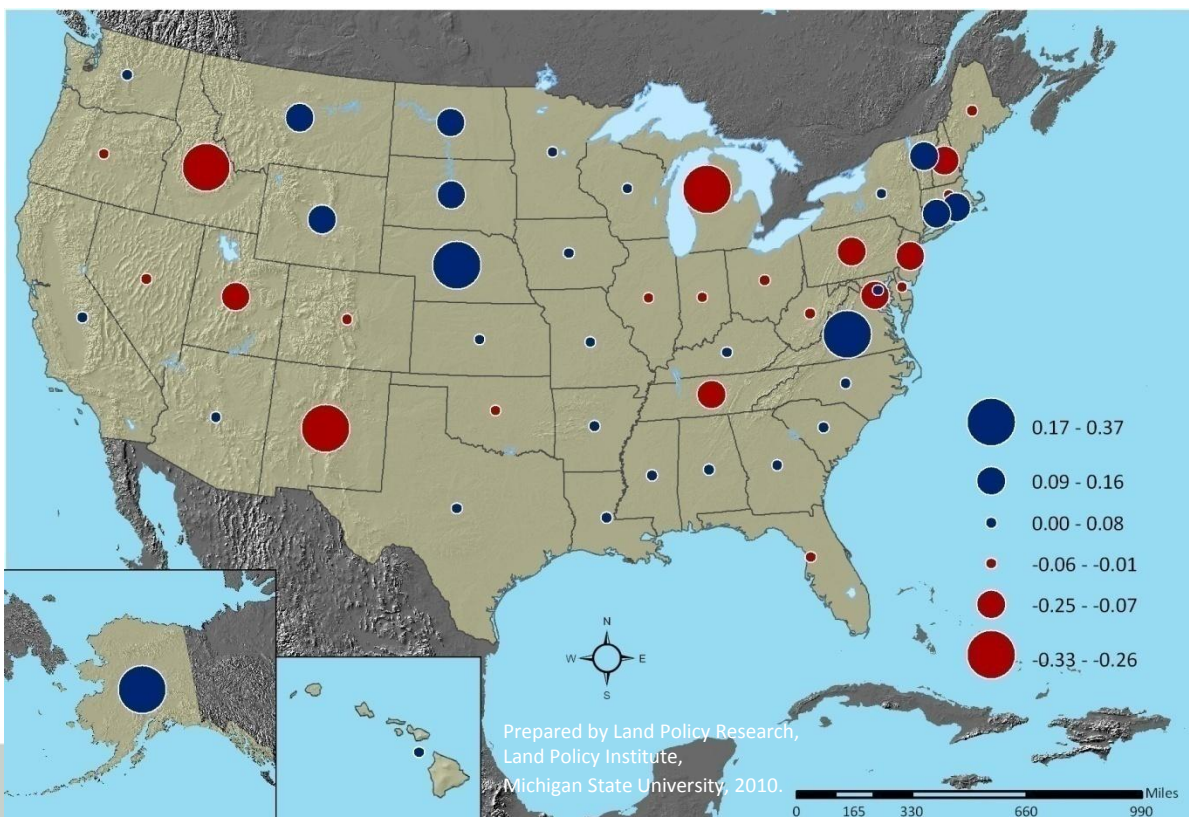 0.17 - 0.37
0.09 - 0.16
0.00 - 0.08
-0.06 - -0.01
-0.25 - -0.07
-0.33 - -0.26
N
W E
S
Prepared by Land Policy Research,
Land Policy Institute,
Michigan State University, 2010.
Miles
0 165 330 660 990